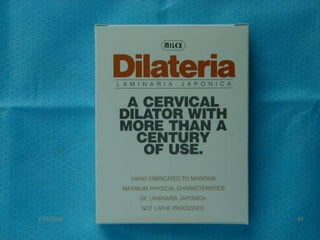 MILEX
Dilateria
LAMINARIA JAPONICA
A CERVICAL
DILATOR WITH
MORE THAN A
CENTURY
OF USE.
HAND FABRICATED TO MAINTAIN
MAXIMUM PHYSICAL CHARACTERISTICS
OF LAMINARIA JAPONICA.
NOT LATHE PROCESSED.